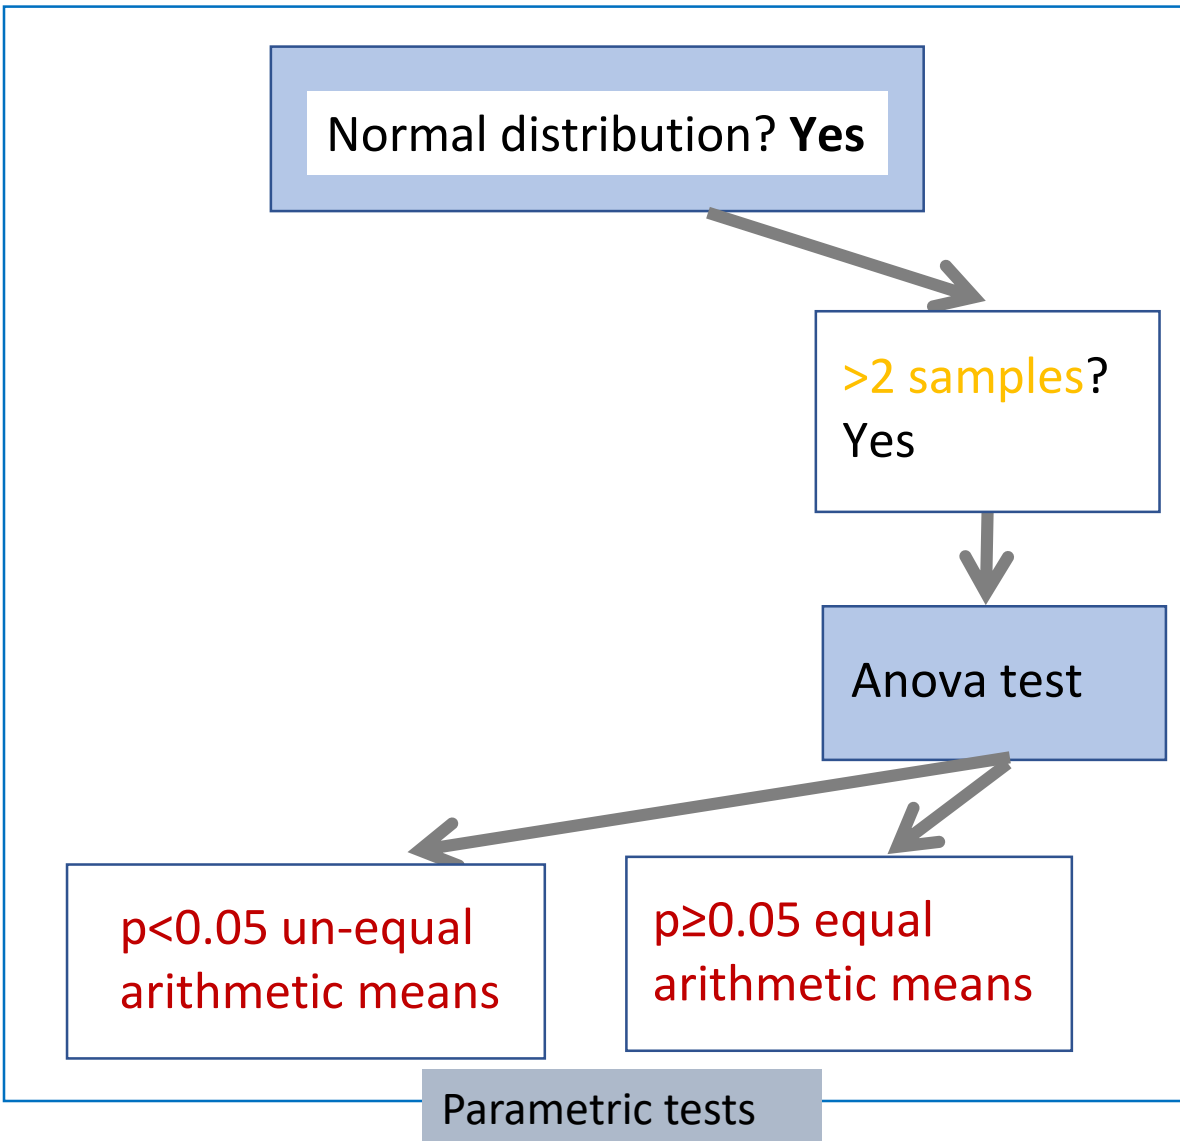 Normal distribution? Yes
>2 samples?
Yes
Anova test
p<0.05 un-equal
arithmetic means
p≥0.05 equal
arithmetic means
Parametric tests